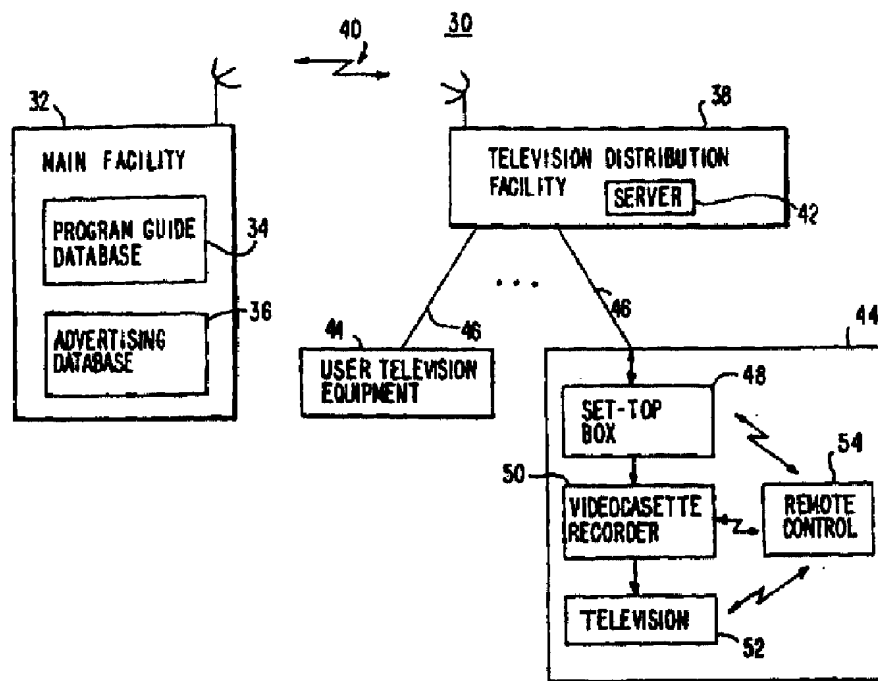 40
30
32
38
MAIN FACILITY
TELEVISION DISTRIBUTION
FACILITY
SERVER
42
PROGRAM GUIDE
DATABASE
34
36
ADVERTISING
DATABASE
...
46
46
44
44
USER TELEVISION
EQUIPMENT
48
SET-TOP
BOX
54
50
VIDEOCASETTE
RECORDER
REMOTE
CONTROL
TELEVISION
52